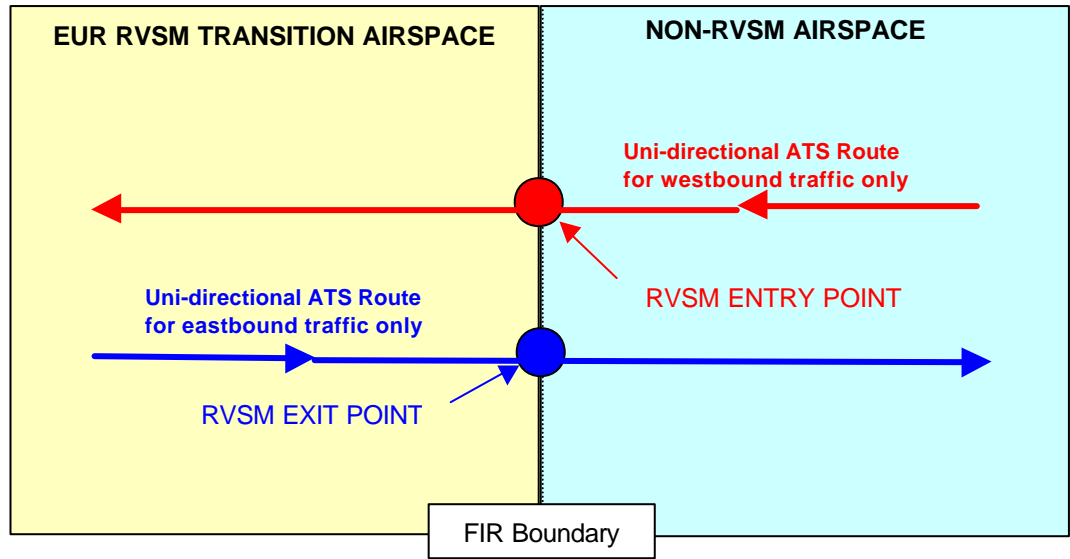 EUR RVSM TRANSITION AIRSPACE
NON-RVSM AIRSPACE
Uni-directional ATS Route
for westbound traffic only
RVSM ENTRY POINT
Uni-directional ATS Route
for eastbound traffic only
RVSM EXIT POINT
FIR Boundary